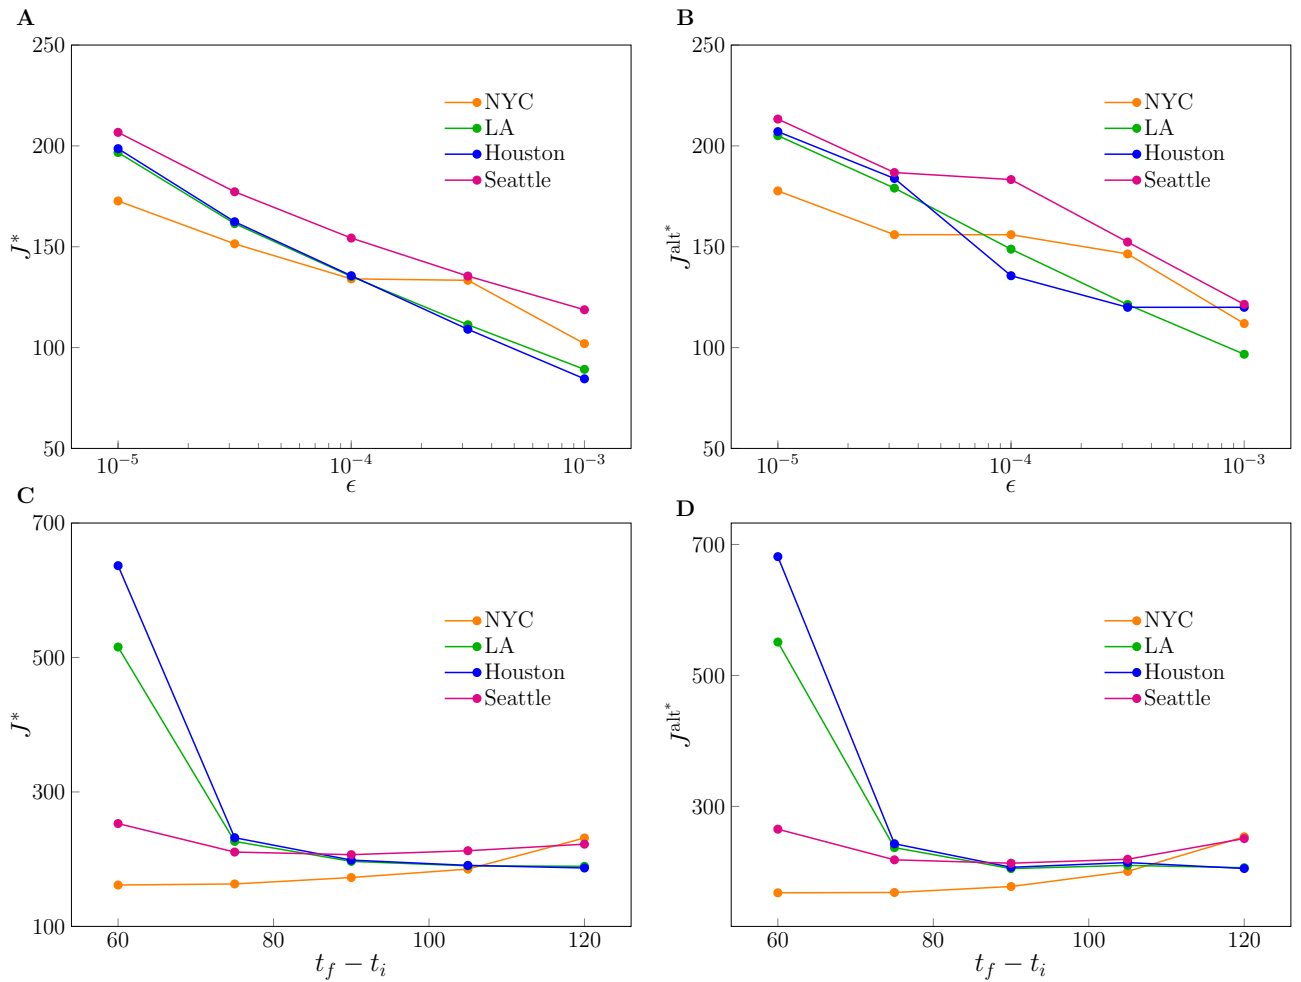 A
250
200
150
100
50
J*
10⁻⁵
10⁻⁴
10⁻³
ϵ
NYC
LA
Houston
Seattle
B
250
200
150
100
50
J^alt*
10⁻⁵
10⁻⁴
10⁻³
ϵ
NYC
LA
Houston
Seattle
C
700
500
300
100
J*
60
80
100
120
t_f − t_i
NYC
LA
Houston
Seattle
D
700
500
300
J^alt*
60
80
100
120
t_f − t_i
NYC
LA
Houston
Seattle